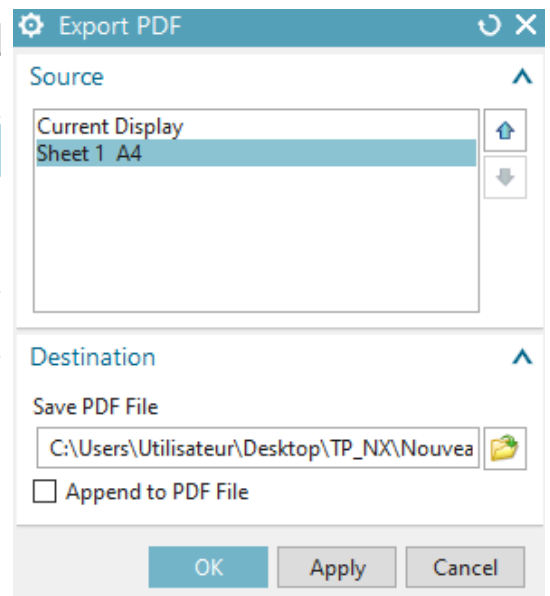 Export PDF
Source
Current Display
Sheet 1 A4
Destination
Save PDF File
C:\Users\Utilisateur\Desktop\TP_NX\Nouvea
Append to PDF File
OK Apply Cancel